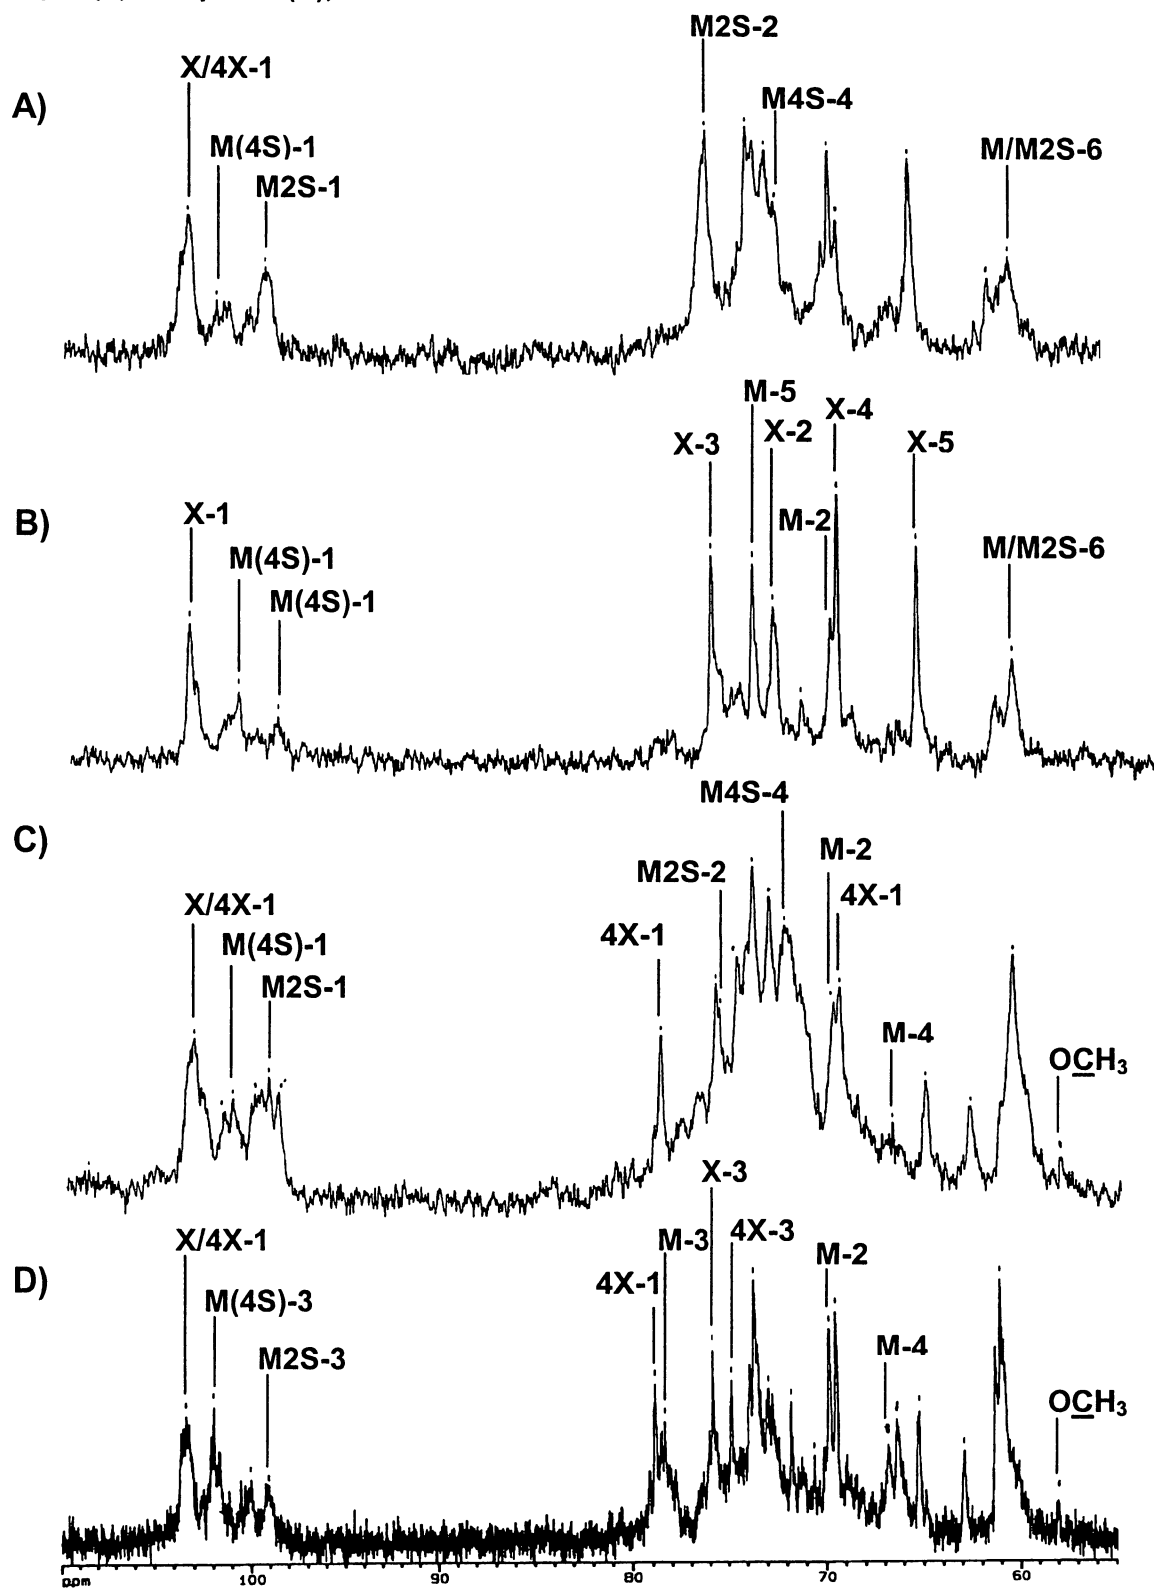 M2S-2
X/4X-1
M4S-4
A)
M(4S)-1
M/M2S-6
M2S-1
M-5
X-4
X-3
X-2
X-5
X-1
B)
M-2
M(4S)-1
M/M2S-6
M(4S)-1
M4S-4
C)
M-2
M2S-2
4X-1
X/4X-1
4X-1
M(4S)-1
M2S-1
M-4
OCH3
X-3
X/4X-1
M-3
4X-3
M-2
D)
4X-1
M(4S)-3
M-4
M2S-3
OCH3
ppm 100 90 80 70 60